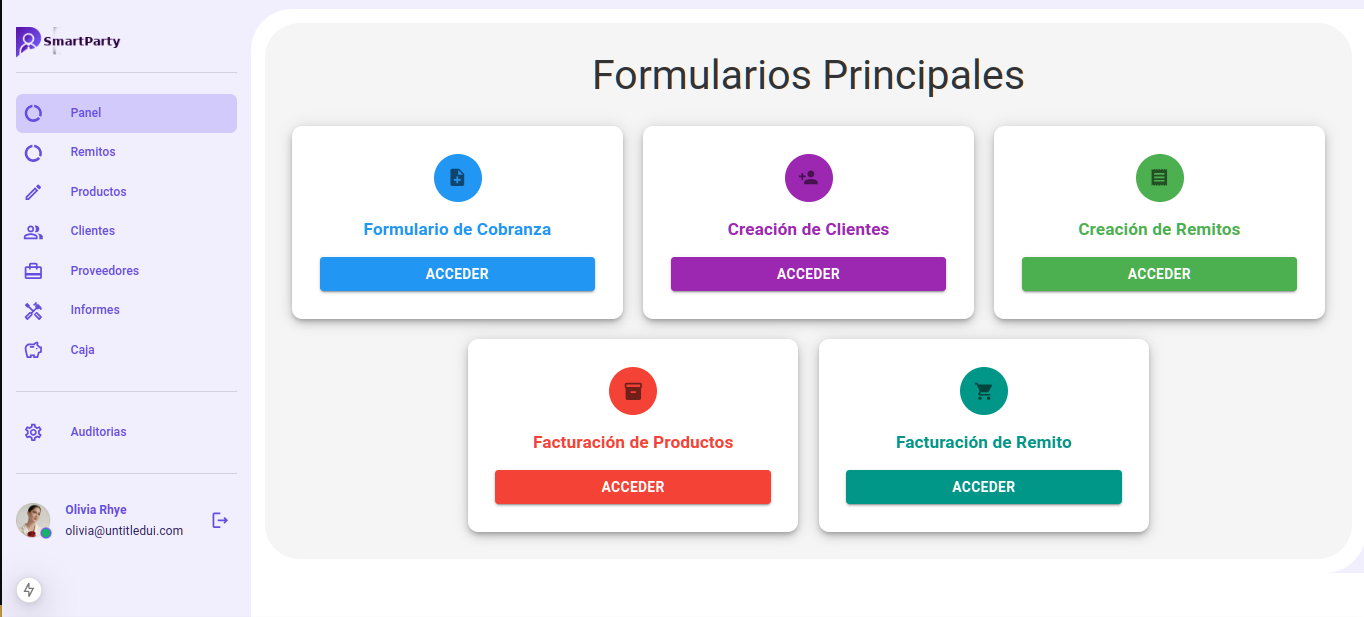 SmartParty
Panel
Remitos
Productos
Clientes
Proveedores
Informes
Caja
Auditorias
Olivia Rhye
olivia@untitledui.com
Formularios Principales
Formulario de Cobranza
ACCEDER
Creación de Clientes
ACCEDER
Creación de Remitos
ACCEDER
Facturación de Productos
ACCEDER
Facturación de Remito
ACCEDER